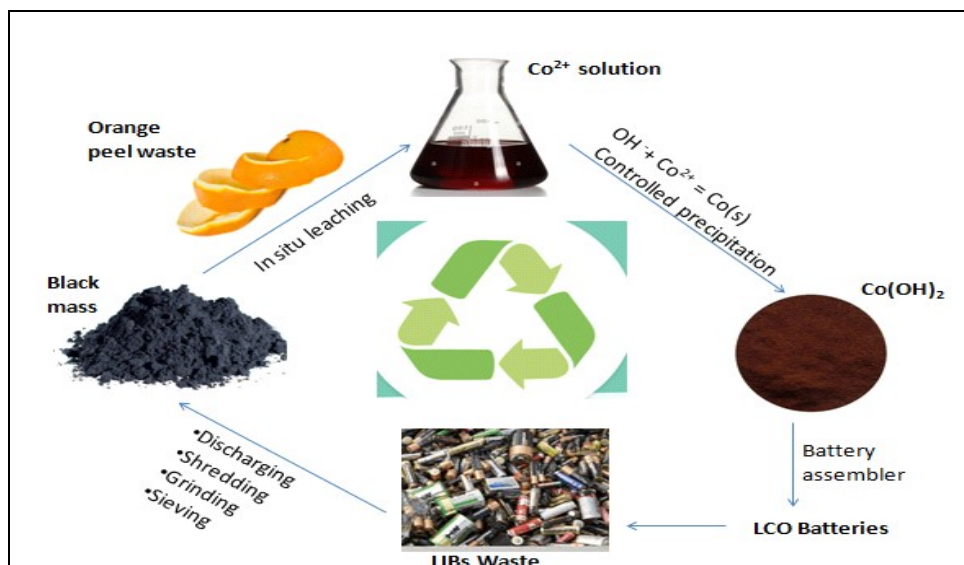 Co²⁺ solution
Orange
peel waste
In situ leaching
OH⁻+ Co²⁺ = Co(s)
Controlled precipitation
Black
mass
Co(OH)₂
•Discharging
•Shredding
•Grinding
•Sieving
Battery
assembler
LCO Batteries
LIBs Waste